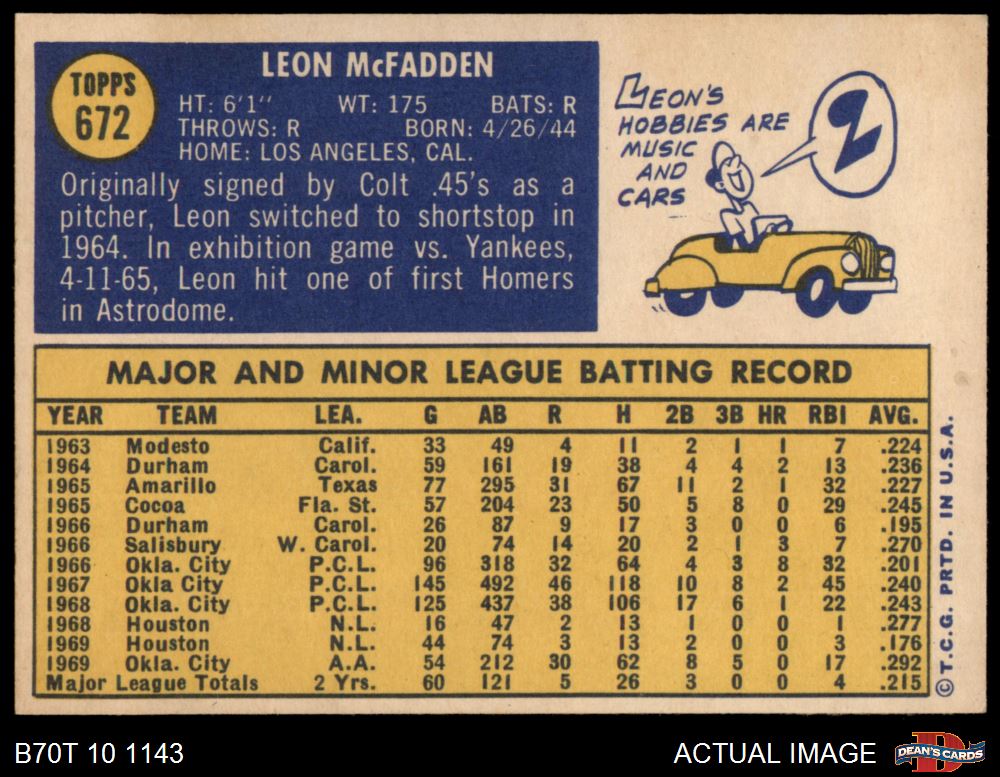 TOPPS
672
LEON McFADDEN
HT: 6'1" WT: 175 BATS: R
THROWS: R BORN: 4/26/44
HOME: LOS ANGELES, CAL.
Originally signed by Colt .45's as a
pitcher, Leon switched to shortstop in
1964. In exhibition game vs. Yankees,
4-11-65, Leon hit one of first Homers
in Astrodome.
LEON'S
HOBBIES ARE
MUSIC
AND
CARS
2
MAJOR AND MINOR LEAGUE BATTING RECORD
YEAR TEAM LEA. G AB R H 2B 3B HR RBI AVG.
1963 Modesto Calif. 33 49 4 11 2 1 1 7 .224
1964 Durham Carol. 59 161 19 38 4 4 2 13 .236
1965 Amarillo Texas 77 295 31 67 11 2 1 32 .227
1965 Cocoa Fla. St. 57 204 23 50 5 8 0 29 .245
1966 Durham Carol. 26 87 9 17 3 0 0 6 .195
1966 Salisbury W. Carol. 20 74 14 20 2 1 3 7 .270
1966 Okla. City P.C.L. 96 318 32 64 4 3 8 32 .201
1967 Okla City P.C.L. 145 492 46 118 10 8 2 45 .240
1968 Okla. City P.C.L. 125 437 38 106 17 6 1 22 .243
1968 Houston N.L. 16 47 2 13 1 0 0 1 .277
1969 Houston N.L. 44 74 3 13 2 0 0 3 .176
1969 Okla. City A.A. 54 212 30 62 8 5 0 17 .292
Major League Totals 2 Yrs. 60 121 5 26 3 0 0 4 .215
© T.C.G. PRTD. IN U.S.A.
B70T 10 1143 ACTUAL IMAGE
D
DEAN'S CARDS